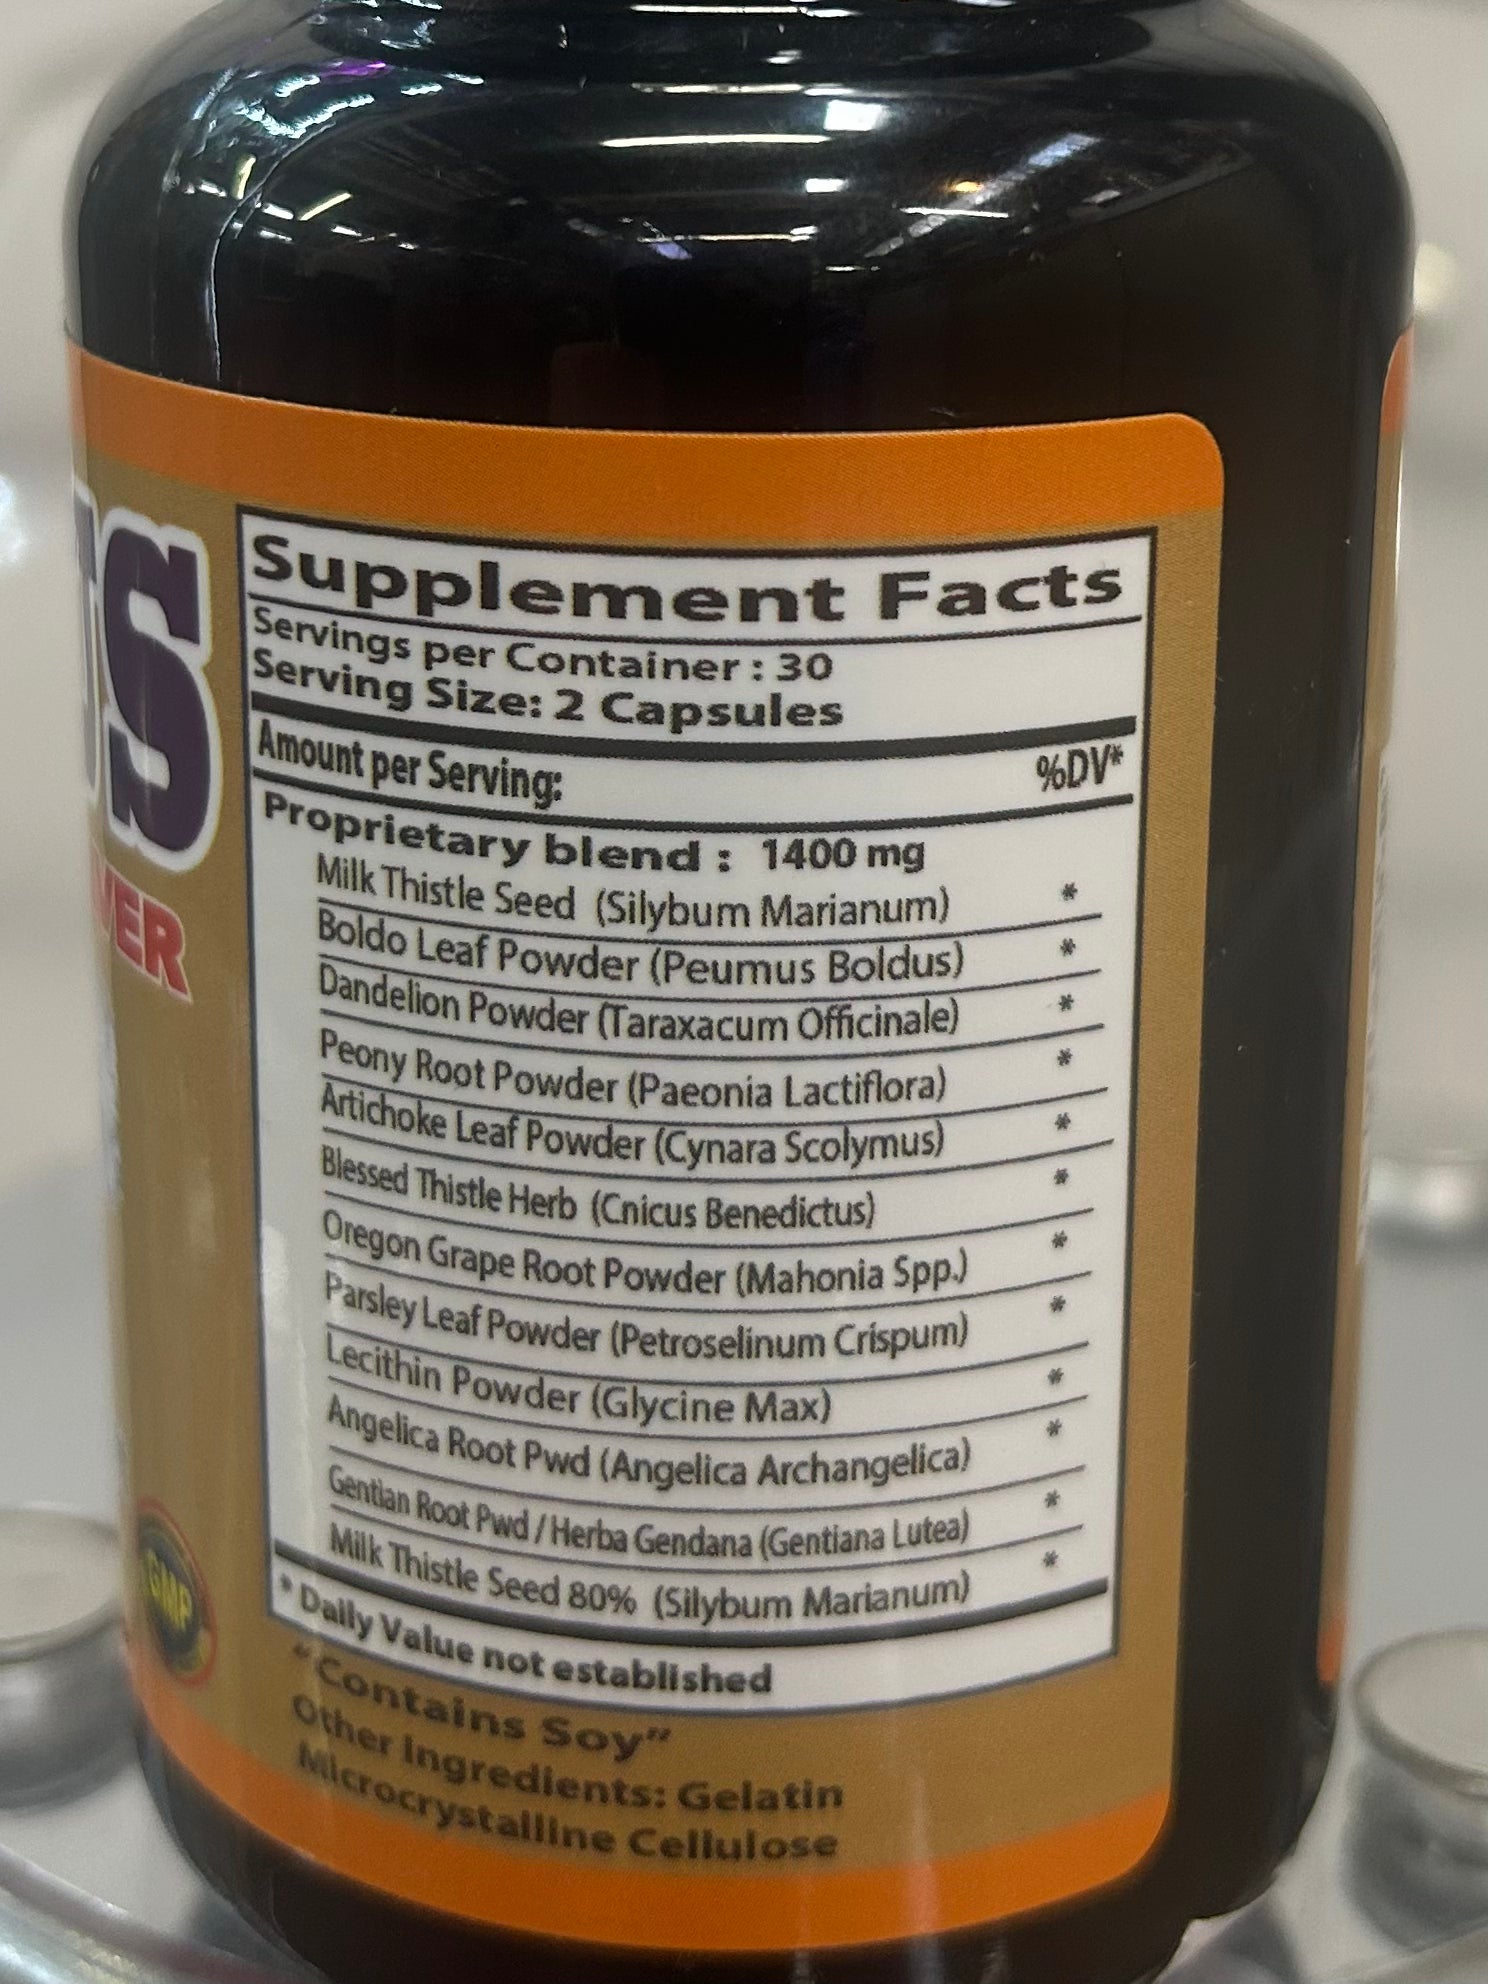 Supplement Facts
Servings per Container : 30
Serving Size: 2 Capsules
Amount per Serving: %DV*
Proprietary blend : 1400 mg
Milk Thistle Seed (Silybum Marianum) *
Boldo Leaf Powder (Peumus Boldus) *
Dandelion Powder (Taraxacum Officinale) *
Peony Root Powder (Paeonia Lactiflora) *
Artichoke Leaf Powder (Cynara Scolymus) *
Blessed Thistle Herb (Cnicus Benedictus) *
Oregon Grape Root Powder (Mahonia Spp.) *
Parsley Leaf Powder (Petroselinum Crispum) *
Lecithin Powder (Glycine Max) *
Angelica Root Pwd (Angelica Archangelica) *
Gentian Root Pwd / Herba Gendana (Gentiana Lutea) *
Milk Thistle Seed 80% (Silybum Marianum) *
* Daily Value not established
"Contains Soy"
Other Ingredients: Gelatin
Microcrystalline Cellulose
GMP